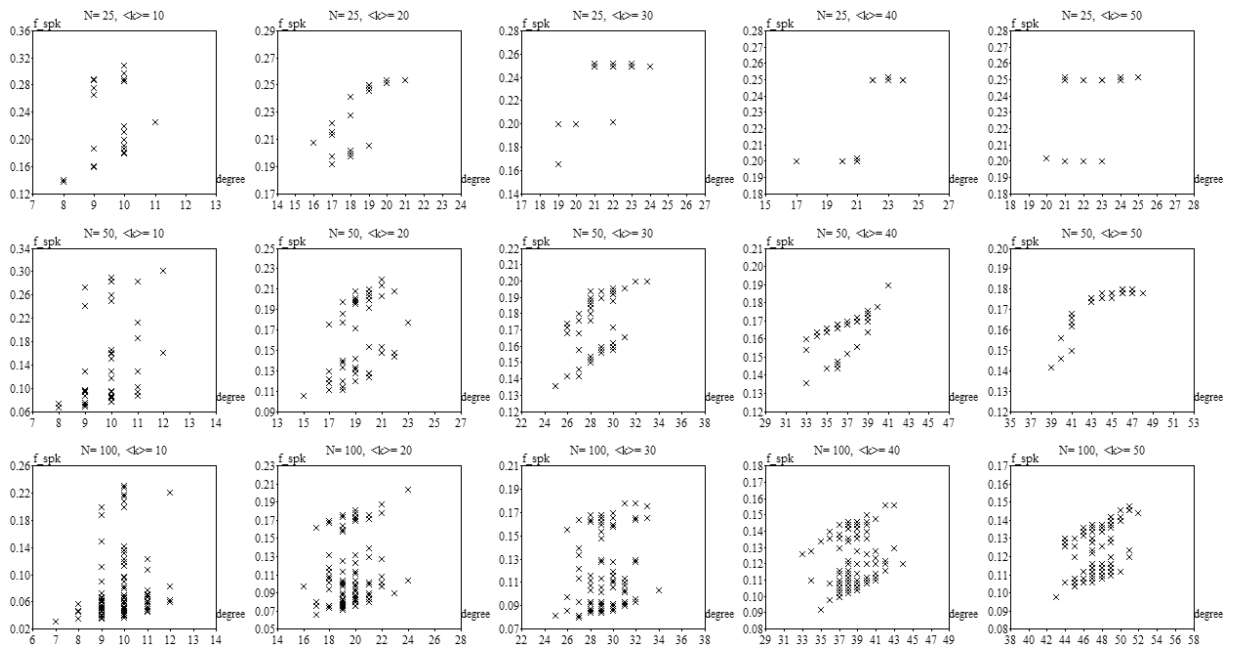 N= 25, <k>= 10
f_spk
0.36
0.32
0.28
0.24
0.20
0.16
0.12
degree
7 8 9 10 11 12 13
N= 25, <k>= 20
f_spk
0.29
0.27
0.25
0.23
0.21
0.19
0.17
degree
14 15 16 17 18 19 20 21 22 23 24
N= 25, <k>= 30
f_spk
0.28
0.26
0.24
0.22
0.20
0.18
0.16
0.14
degree
17 18 19 20 21 22 23 24 25 26 27
N= 25, <k>= 40
f_spk
0.28
0.27
0.26
0.25
0.24
0.23
0.22
0.21
0.20
0.19
0.18
degree
15 17 19 21 23 25 27
N= 25, <k>= 50
f_spk
0.28
0.27
0.26
0.25
0.24
0.23
0.22
0.21
0.20
0.19
0.18
degree
18 19 20 21 22 23 24 25 26 27 28
N= 50, <k>= 10
f_spk
0.34
0.30
0.26
0.22
0.18
0.14
0.10
0.06
degree
7 8 9 10 11 12 13 14
N= 50, <k>= 20
f_spk
0.25
0.23
0.21
0.19
0.17
0.15
0.13
0.11
0.09
degree
15 17 19 21 23 25 27
N= 50, <k>= 30
f_spk
0.22
0.20
0.18
0.16
0.14
0.12
degree
22 24 26 28 30 32 34 36 38
N= 50, <k>= 40
f_spk
0.21
0.20
0.19
0.18
0.17
0.16
0.15
0.14
0.13
0.12
degree
29 31 33 35 37 39 41 43 45 47
N= 50, <k>= 50
f_spk
0.20
0.19
0.18
0.17
0.16
0.15
0.14
0.13
0.12
degree
35 37 39 41 43 45 47 49 51 53
N= 100, <k>= 10
f_spk
0.26
0.22
0.18
0.14
0.10
0.06
0.02
degree
6 7 8 9 10 11 12 13 14
N= 100, <k>= 20
f_spk
0.23
0.21
0.19
0.17
0.15
0.13
0.11
0.09
0.07
0.05
degree
14 16 18 20 22 24 26 28
N= 100, <k>= 30
f_spk
0.21
0.19
0.17
0.15
0.13
0.11
0.09
0.07
degree
22 24 26 28 30 32 34 36 38
N= 100, <k>= 40
f_spk
0.18
0.17
0.16
0.15
0.14
0.13
0.12
0.11
0.10
0.09
0.08
degree
29 31 33 35 37 39 41 43 45 47 49
N= 100, <k>= 50
f_spk
0.17
0.16
0.15
0.14
0.13
0.12
0.11
0.10
0.09
0.08
degree
38 40 42 44 46 48 50 52 54 56 58